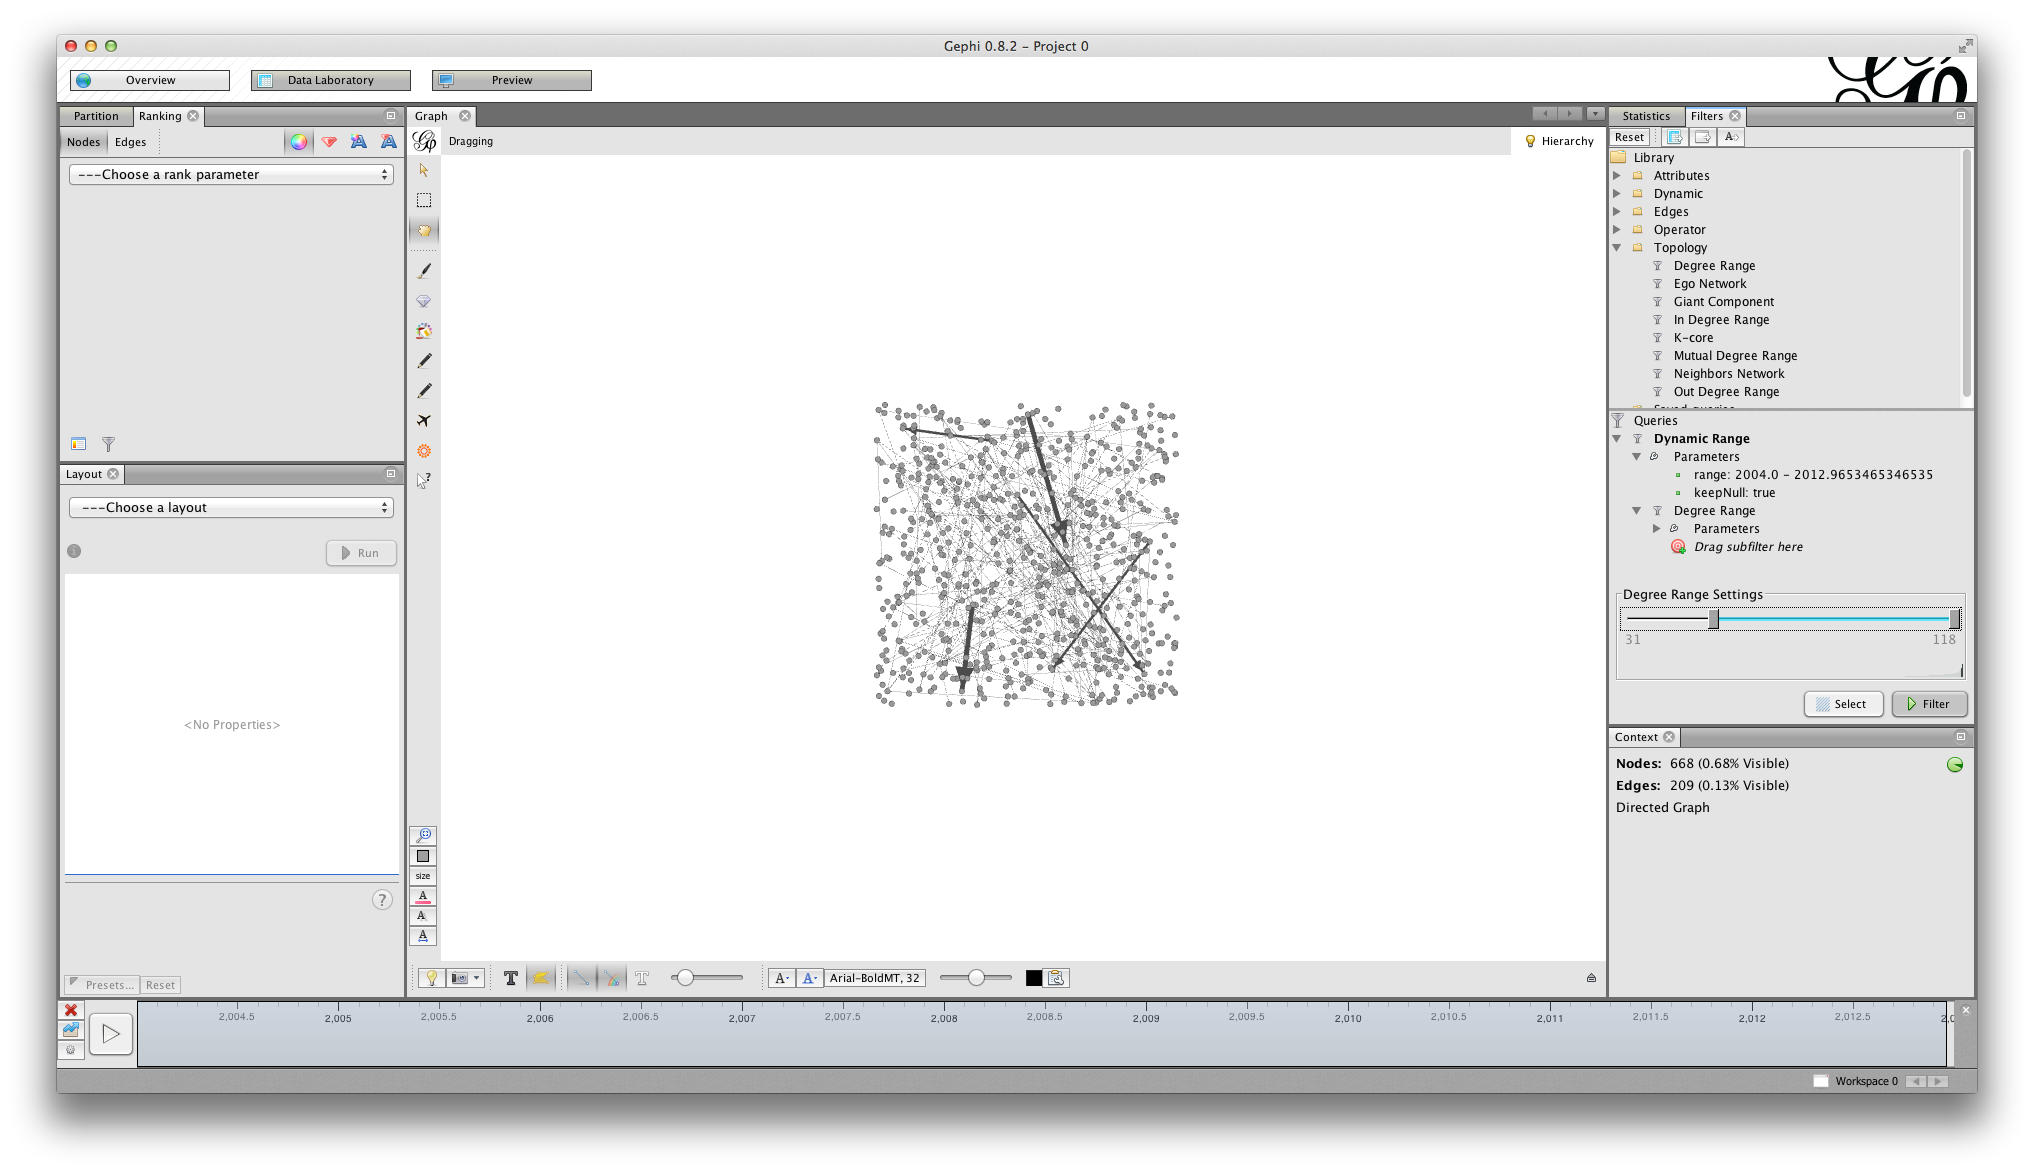 Gephi 0.8.2 – Project 0
Overview
Data Laboratory
Preview
Partition
Ranking
Nodes
Edges
---Choose a rank parameter
Layout
---Choose a layout
Run
<No Properties>
?
Presets...
Reset
Graph
Dragging
Hierarchy
size
A
A
A
T
T
A
A
Arial-BoldMT, 32
Statistics
Filters
Reset
A
Library
Attributes
Dynamic
Edges
Operator
Topology
Degree Range
Ego Network
Giant Component
In Degree Range
K-core
Mutual Degree Range
Neighbors Network
Out Degree Range
Queries
Dynamic Range
Parameters
range: 2004.0 – 2012.9653465346535
keepNull: true
Degree Range
Parameters
Drag subfilter here
Degree Range Settings
31
118
Select
Filter
Context
Nodes: 668 (0.68% Visible)
Edges: 209 (0.13% Visible)
Directed Graph
2,004.5 2,005 2,005.5 2,006 2,006.5 2,007 2,007.5 2,008 2,008.5 2,009 2,009.5 2,010 2,010.5 2,011 2,011.5 2,012 2,012.5
Workspace 0